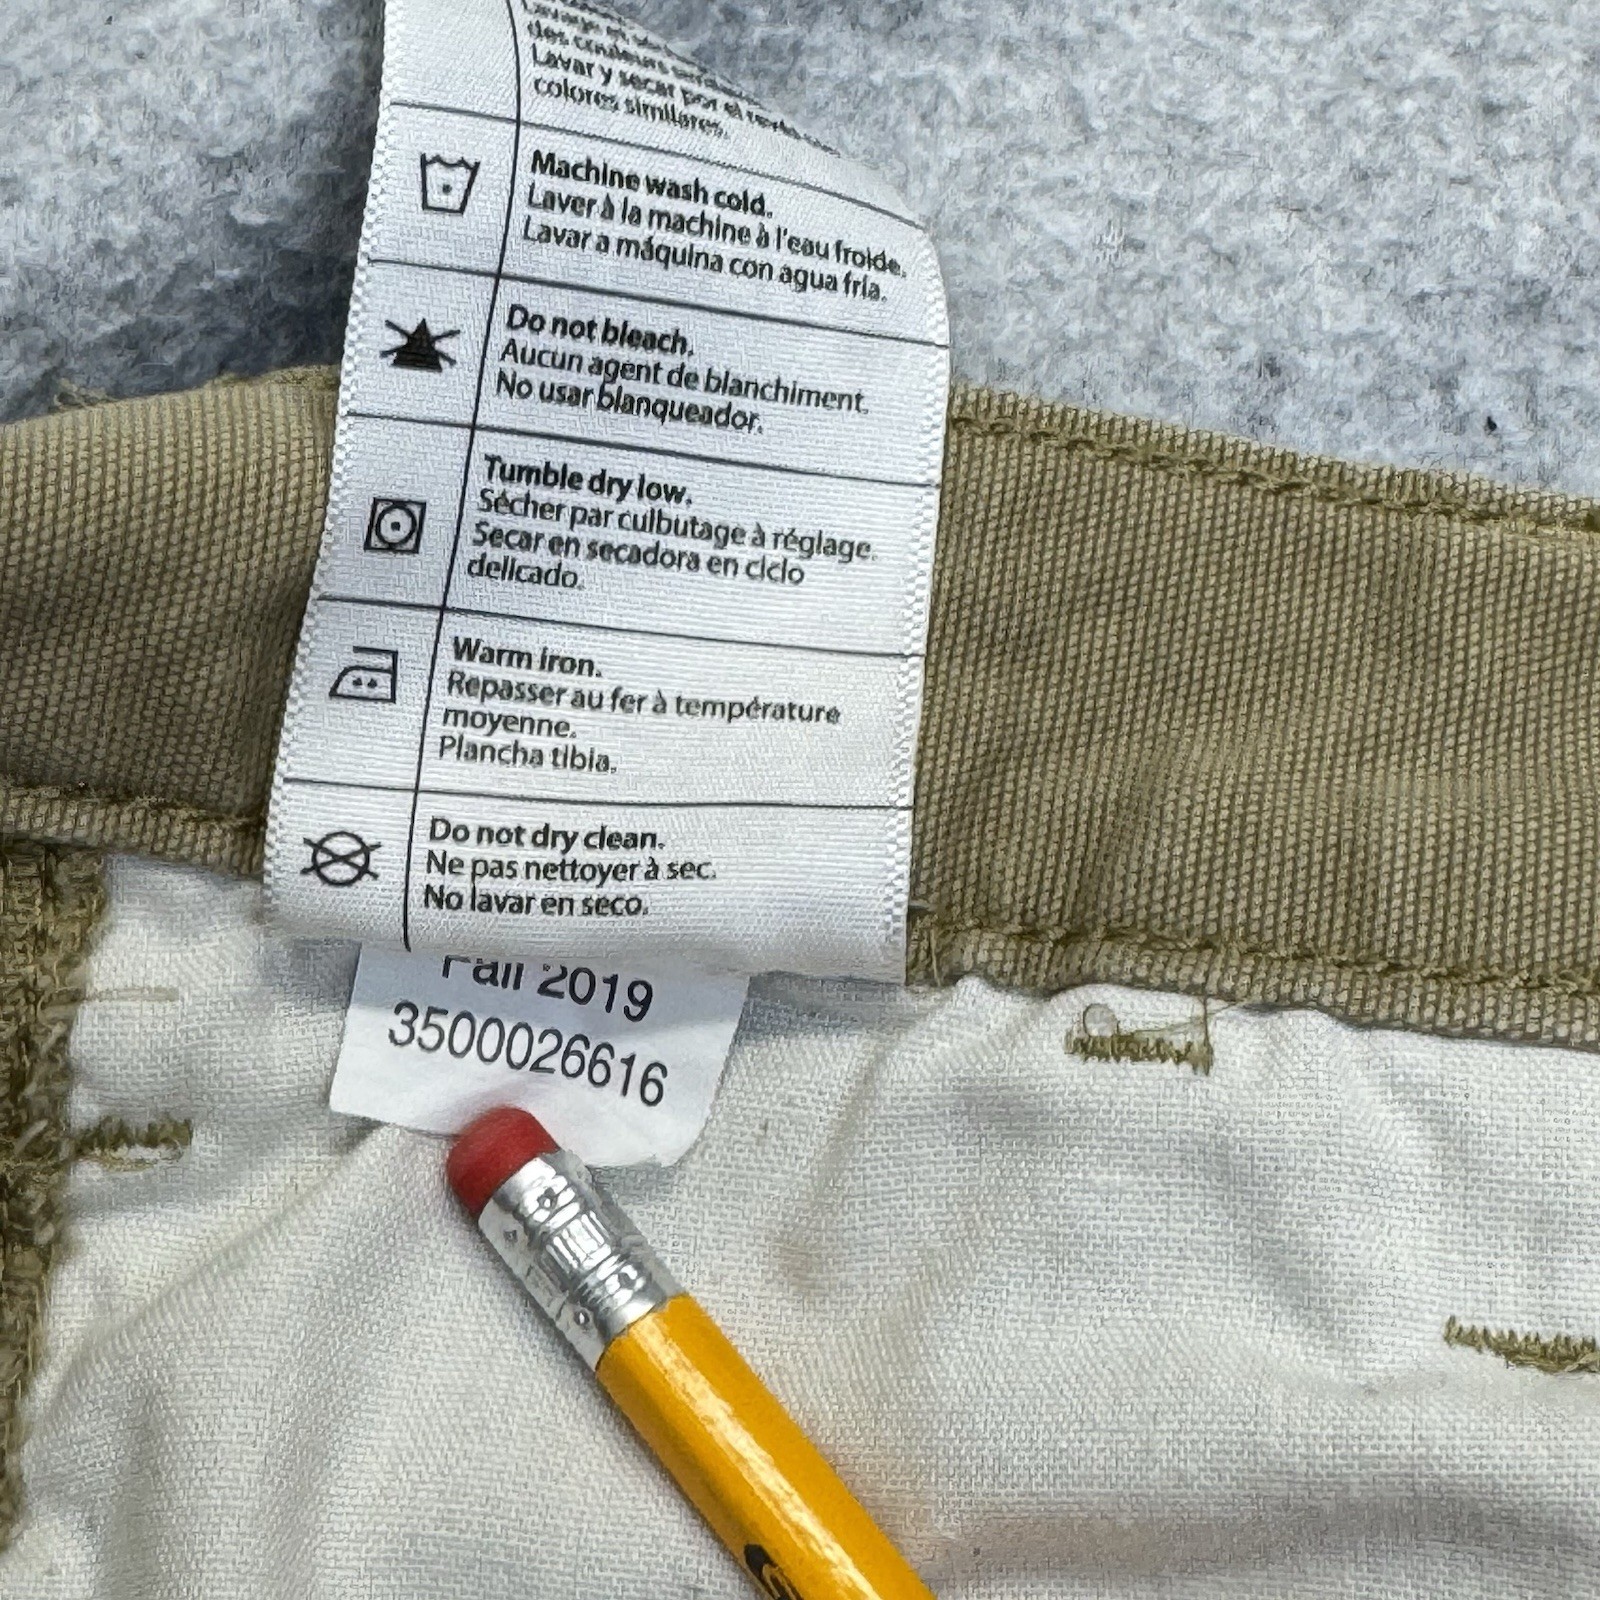 des couleurs
Lavar y secar por el revés
colores similares.
Machine wash cold.
Laver à la machine à l'eau froide.
Lavar a máquina con agua fría.
Do not bleach.
Aucun agent de blanchiment.
No usar blanqueador.
Tumble dry low.
Sécher par culbutage à réglage.
Secar en secadora en ciclo
delicado.
Warm iron.
Repasser au fer à température
moyenne.
Plancha tibia.
Do not dry clean.
Ne pas nettoyer à sec.
No lavar en seco.
Fall 2019
3500026616